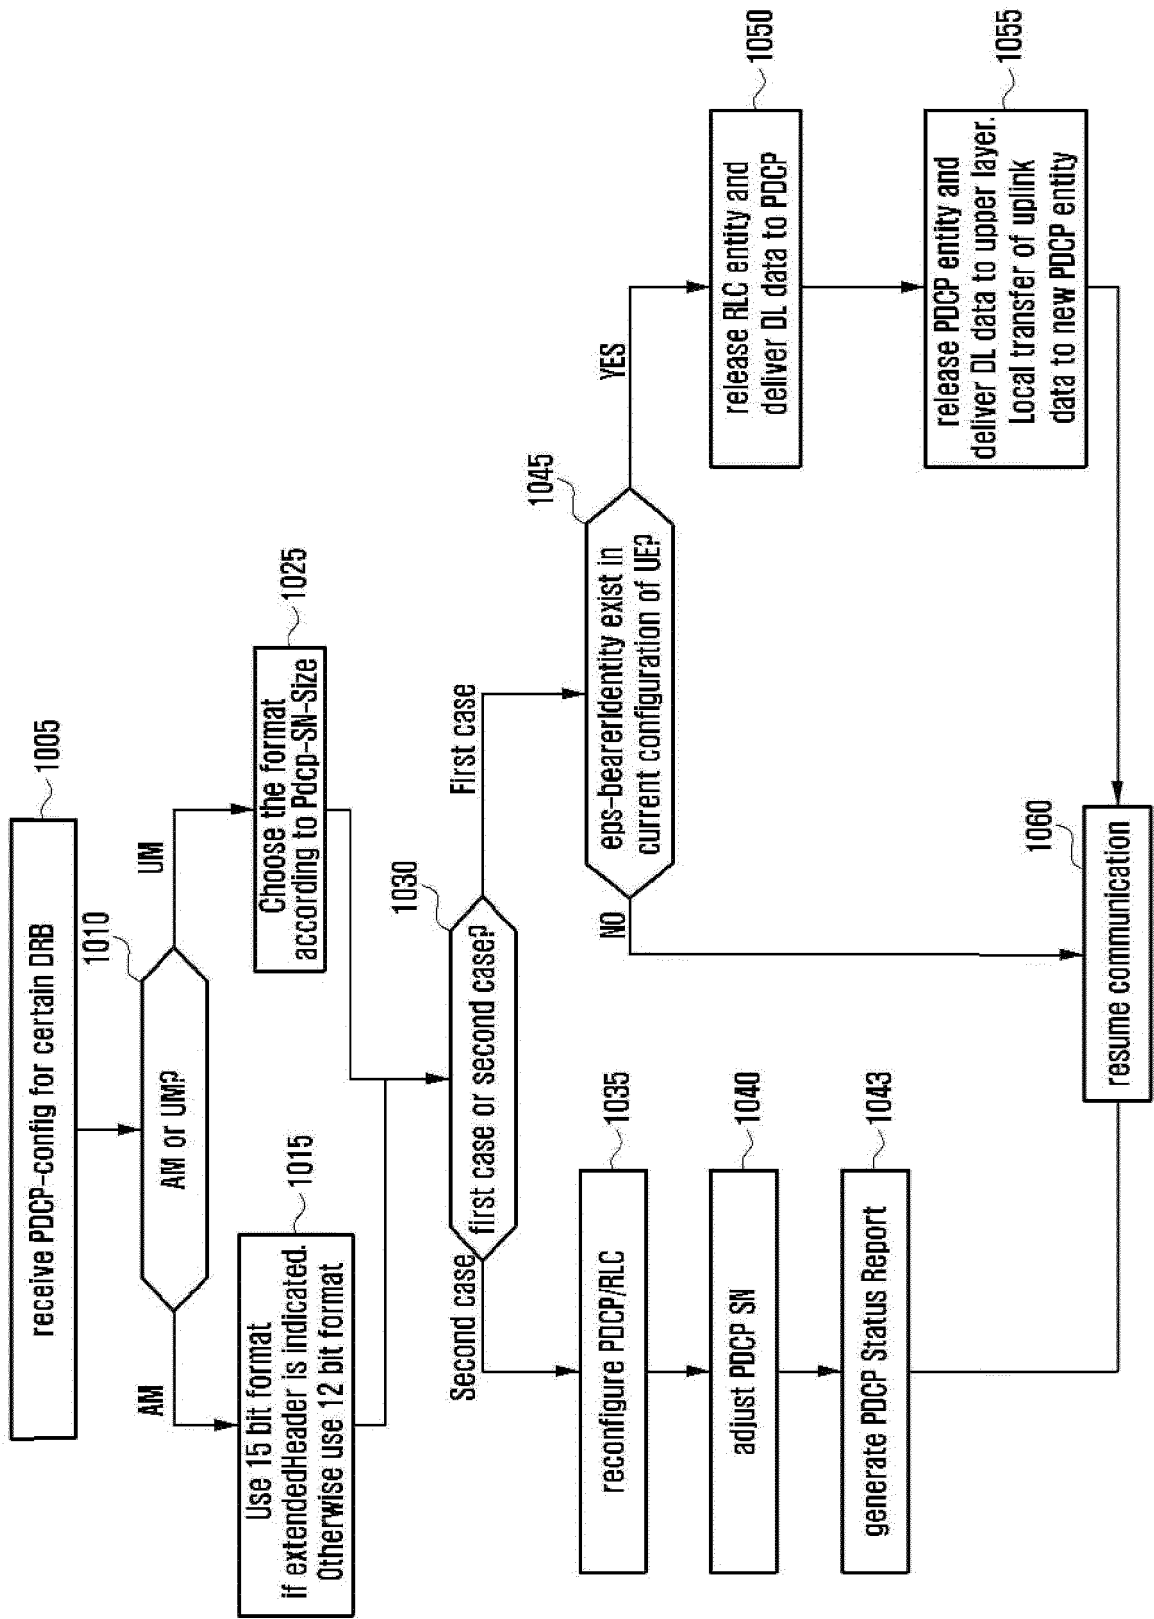 receive PDCP-config for certain DRB
1005
AM or UM?
1010
AM
UM
Use 15 bit format
if extendedHeader is indicated.
Otherwise use 12 bit format
1015
Choose the format
according to Pdcp-SN-Size
1025
first case or second case?
1030
Second case
First case
reconfigure PDCP/RLC
1035
adjust PDCP SN
1040
generate PDCP Status Report
1043
eps-bearerIdentity exist in
current configuration of UE?
1045
NO
YES
release RLC entity and
deliver DL data to PDCP
1050
release PDCP entity and
deliver DL data to upper layer.
Local transfer of uplink
data to new PDCP entity
1055
resume communication
1060